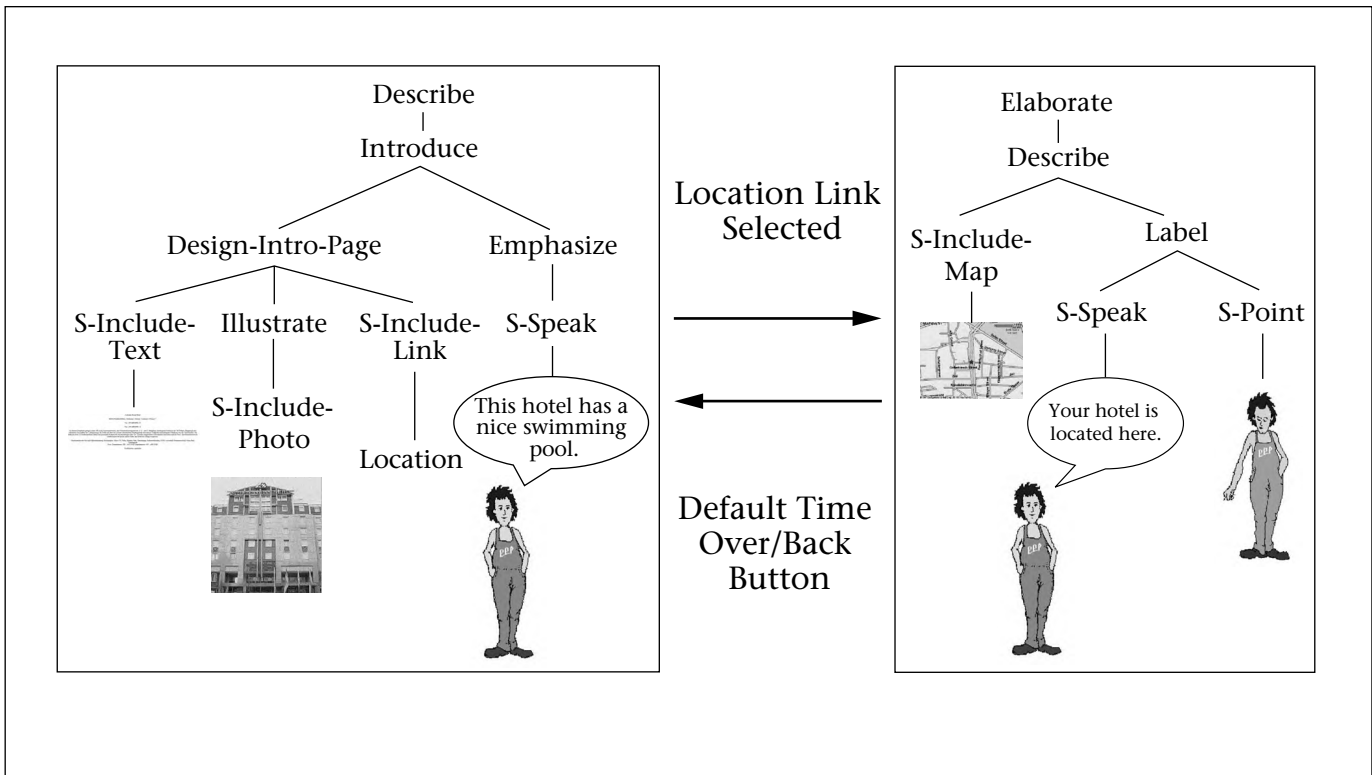 Describe
Introduce
Design-Intro-Page
Emphasize
S-Include-
Text
Illustrate
S-Include-
Link
S-Speak
S-Include-
Photo
Location
This hotel has a
nice swimming
pool.
Location Link
Selected
Default Time
Over/Back
Button
Elaborate
Describe
S-Include-
Map
Label
S-Speak
S-Point
Your hotel is
located here.